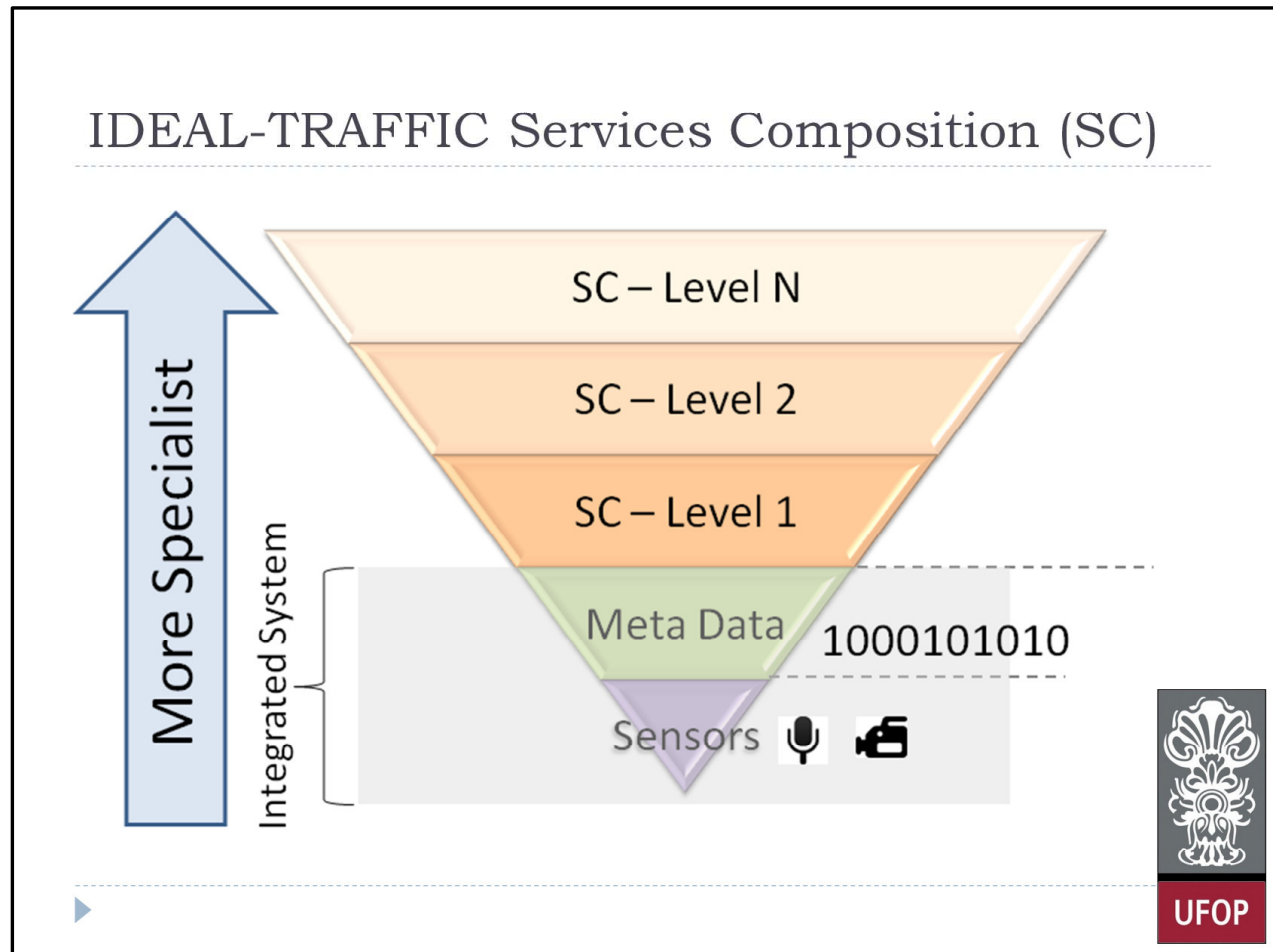 IDEAL-TRAFFIC Services Composition (SC)
More Specialist
Integrated System
SC – Level N
SC – Level 2
SC – Level 1
Meta Data
1000101010
Sensors
UFOP